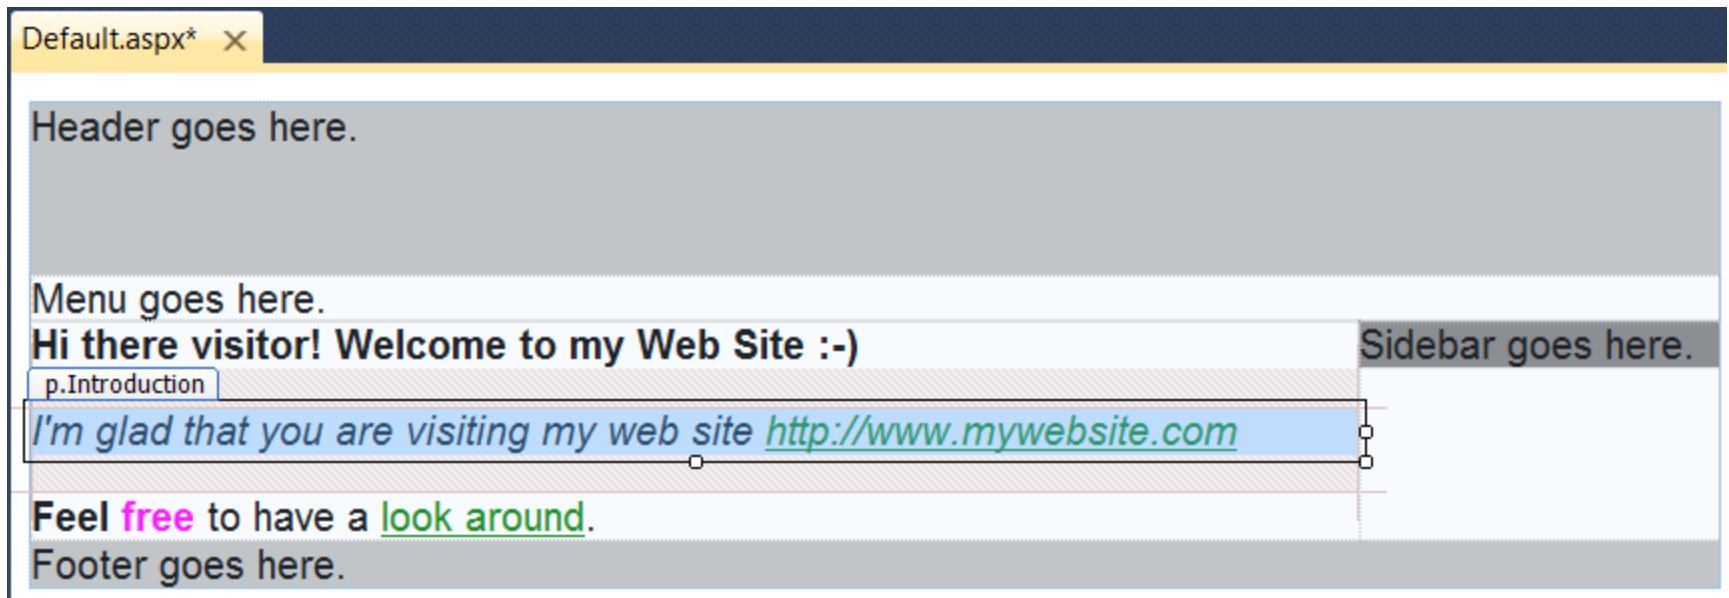 Default.aspx*
Header goes here.
Menu goes here.
Hi there visitor! Welcome to my Web Site :-)
Sidebar goes here.
p.Introduction
I'm glad that you are visiting my web site http://www.mywebsite.com
Feel free to have a look around.
Footer goes here.